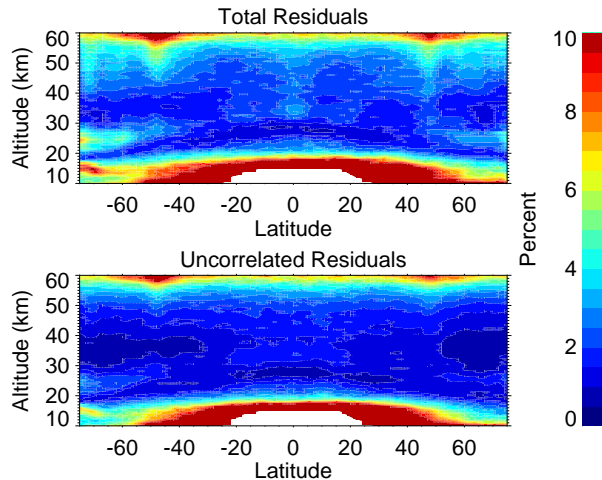 Total Residuals
60
50
40
30
20
10
Altitude (km)
-60 -40 -20 0 20 40 60
Latitude
Uncorrelated Residuals
60
50
40
30
20
10
Altitude (km)
-60 -40 -20 0 20 40 60
Latitude
10
8
6
4
2
0
Percent